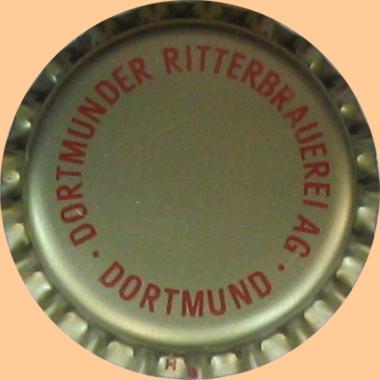 DORTMUNDER RITTERBRAUEREI AG
· DORTMUND ·